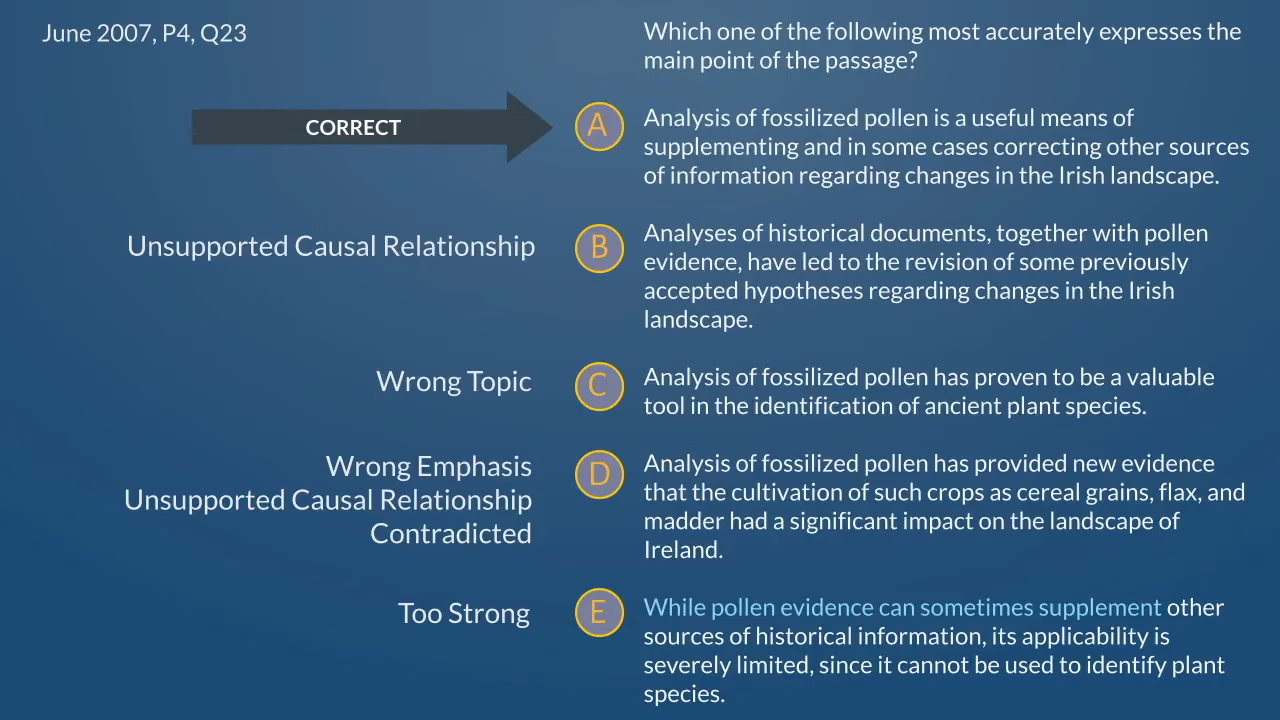 June 2007, P4, Q23
Which one of the following most accurately expresses the
main point of the passage?
CORRECT
A
Analysis of fossilized pollen is a useful means of
supplementing and in some cases correcting other sources
of information regarding changes in the Irish landscape.
Unsupported Causal Relationship
B
Analyses of historical documents, together with pollen
evidence, have led to the revision of some previously
accepted hypotheses regarding changes in the Irish
landscape.
Wrong Topic
C
Analysis of fossilized pollen has proven to be a valuable
tool in the identification of ancient plant species.
Wrong Emphasis
Unsupported Causal Relationship
Contradicted
D
Analysis of fossilized pollen has provided new evidence
that the cultivation of such crops as cereal grains, flax, and
madder had a significant impact on the landscape of
Ireland.
Too Strong
E
While pollen evidence can sometimes supplement other
sources of historical information, its applicability is
severely limited, since it cannot be used to identify plant
species.